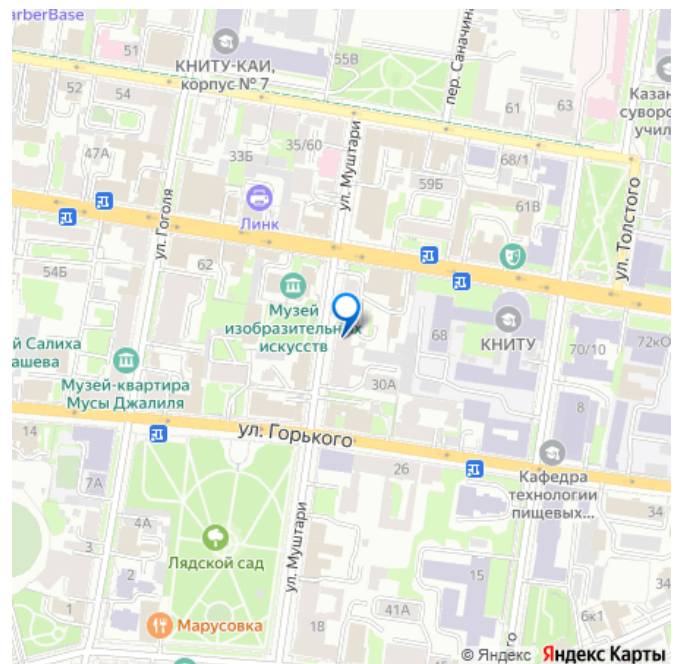 arberBase
51
КНИТУ-КАИ,
корпус № 7
55В
пер. Саначина
52
54
61
63
Казан
суворо
учил
47А
33Б
35/60
ул. Муштари
68/1
59Б
ул. Гоголя
Линк
61В
ул. Толстого
54Б
62
Музей
изобразительных
искусств
68
КНИТУ
70/10
72кО
й Салиха
ашева
Музей-квартира
Мусы Джалиля
30А
8
14
ул. Горького
26
7А
Кафедра
технологии
пищевых...
34
4А
Лядской сад
3
2
ул. Муштари
15
34
1
Марусовка
18
41А
6к1
ого
© Яндекс Яндекс Карты